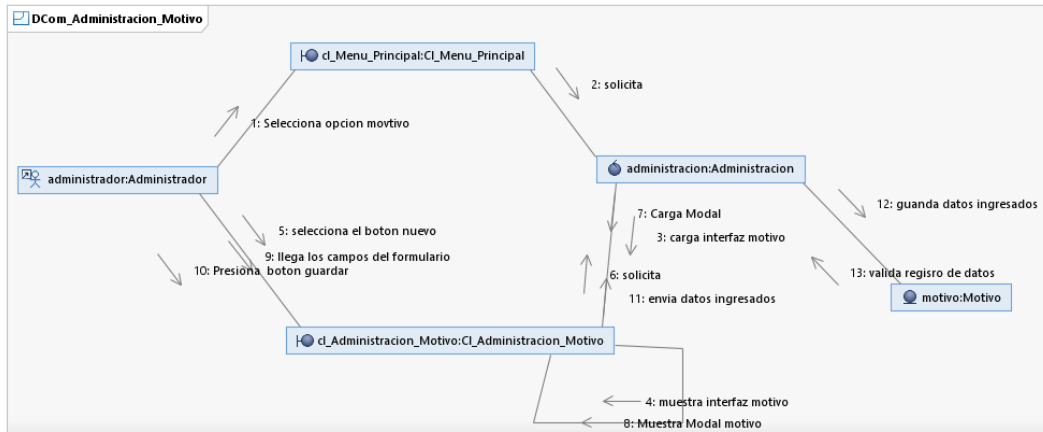 DCom_Administracion_Motivo
cl_Menu_Principal:CI_Menu_Principal
2: solicita
1: Selecciona opcion movtivo
administrador:Administrador
administracion:Administracion
7: Carga Modal
12: guanda datos ingresados
5: selecciona el boton nuevo
3: carga interfaz motivo
9: llega los campos del formulario
10: Presiona boton guardar
6: solicita
13: valida regisro de datos
11: envia datos ingresados
motivo:Motivo
cl_Administracion_Motivo:CI_Administracion_Motivo
4: muestra interfaz motivo
8: Muestra Modal motivo